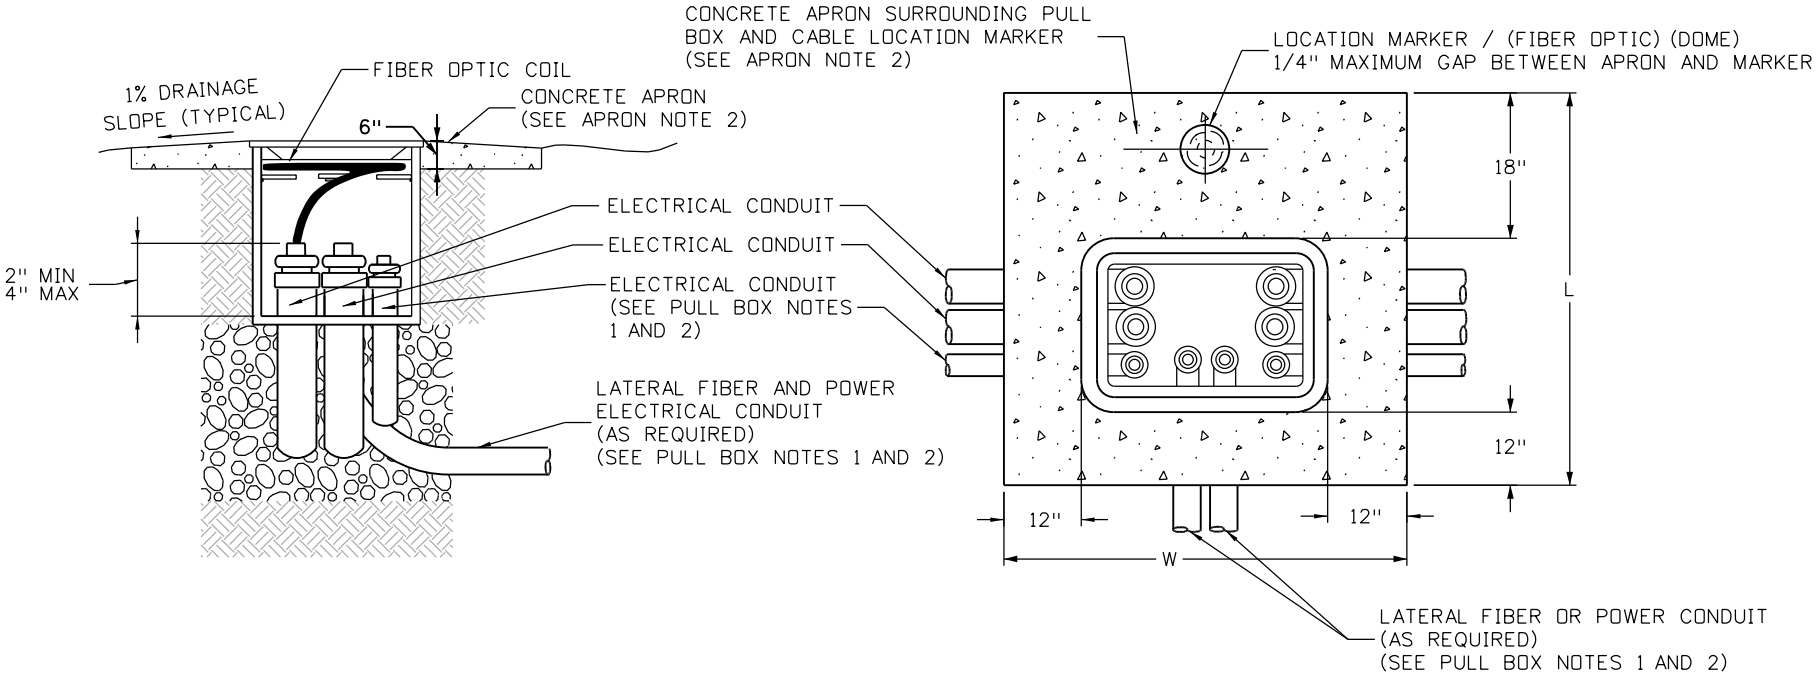 CONCRETE APRON SURROUNDING PULL
BOX AND CABLE LOCATION MARKER
(SEE APRON NOTE 2)
LOCATION MARKER / (FIBER OPTIC) (DOME)
1/4" MAXIMUM GAP BETWEEN APRON AND MARKER
FIBER OPTIC COIL
1% DRAINAGE
SLOPE (TYPICAL)
CONCRETE APRON
(SEE APRON NOTE 2)
6"
18"
ELECTRICAL CONDUIT
ELECTRICAL CONDUIT
2" MIN
4" MAX
ELECTRICAL CONDUIT
(SEE PULL BOX NOTES
1 AND 2)
L
LATERAL FIBER AND POWER
ELECTRICAL CONDUIT
(AS REQUIRED)
(SEE PULL BOX NOTES 1 AND 2)
12"
12"
12"
W
LATERAL FIBER OR POWER CONDUIT
(AS REQUIRED)
(SEE PULL BOX NOTES 1 AND 2)